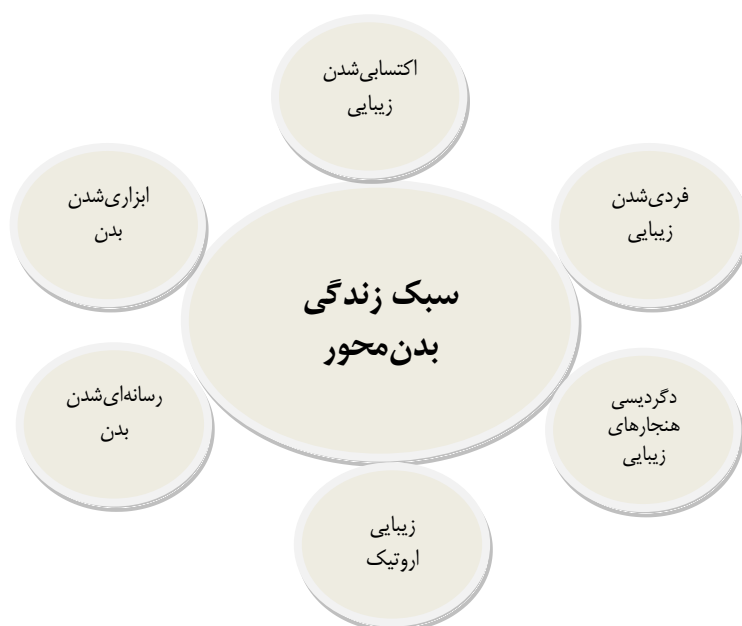 اکتسابی‌شدن
زیبایی
فردی‌شدن
زیبایی
ابزاری‌شدن
بدن
سبک زندگی
بدن‌محور
دگردیسی
هنجارهای
زیبایی
رسانه‌ای‌شدن
بدن
زیبایی
اروتیک